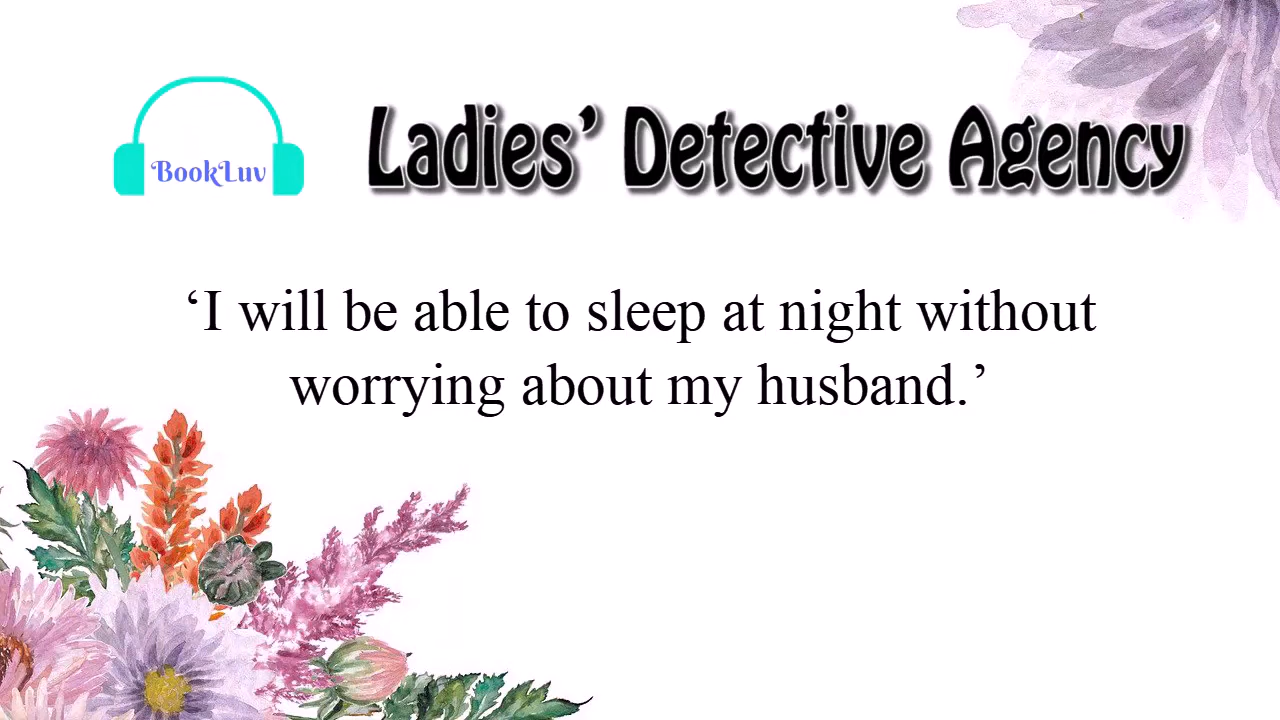 BookLuv
Ladies’ Detective Agency
‘I will be able to sleep at night without
worrying about my husband.’